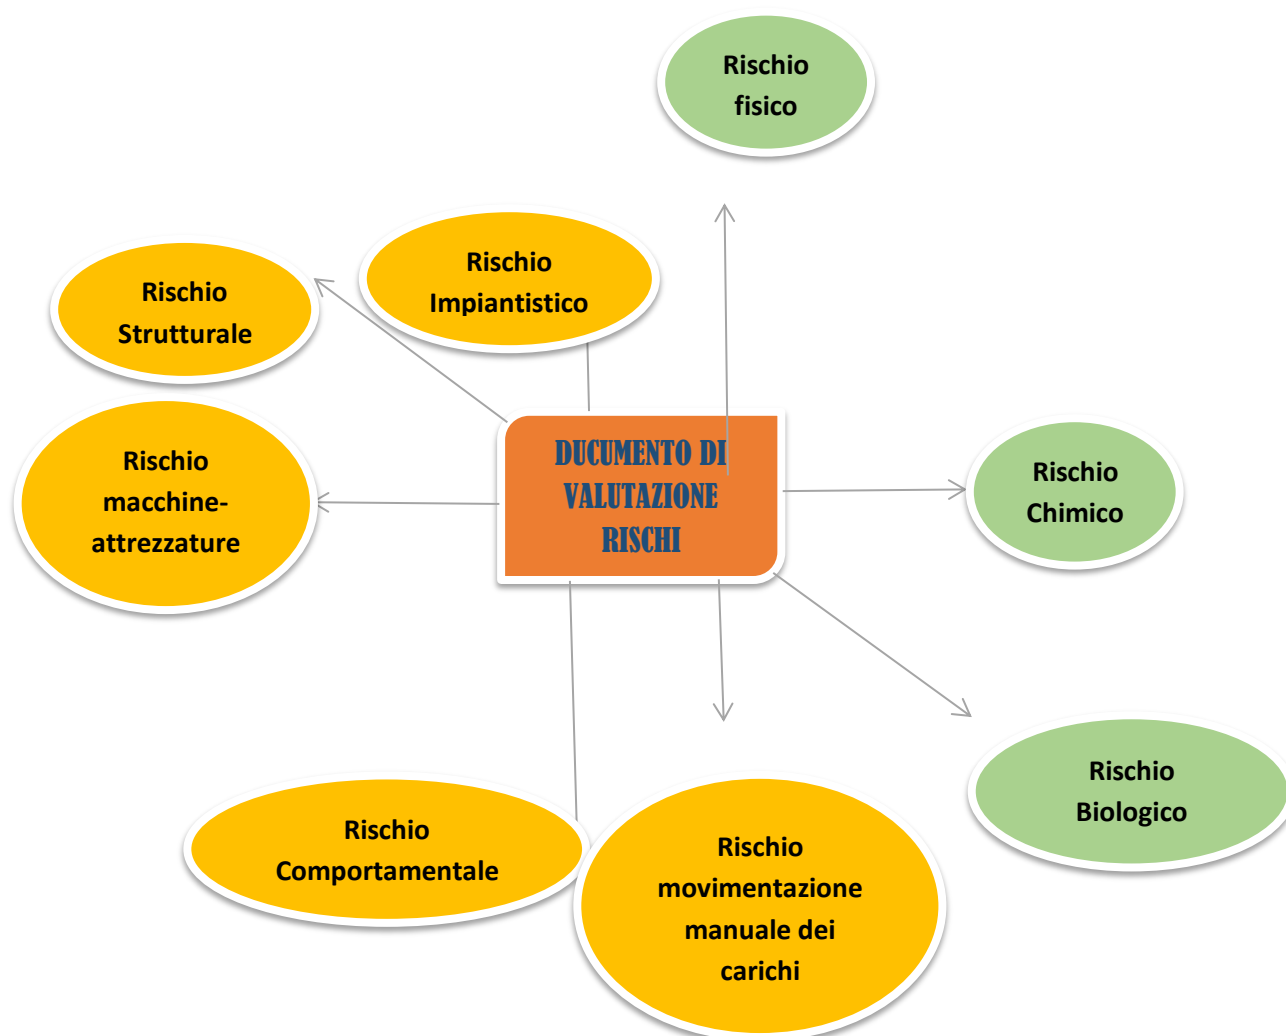 Rischio
fisico
Rischio
Impiantistico
Rischio
Strutturale
DUCUMENTO DI
VALUTAZIONE
RISCHI
Rischio
macchine-
attrezzature
Rischio
Chimico
Rischio
Biologico
Rischio
Comportamentale
Rischio
movimentazione
manuale dei
carichi